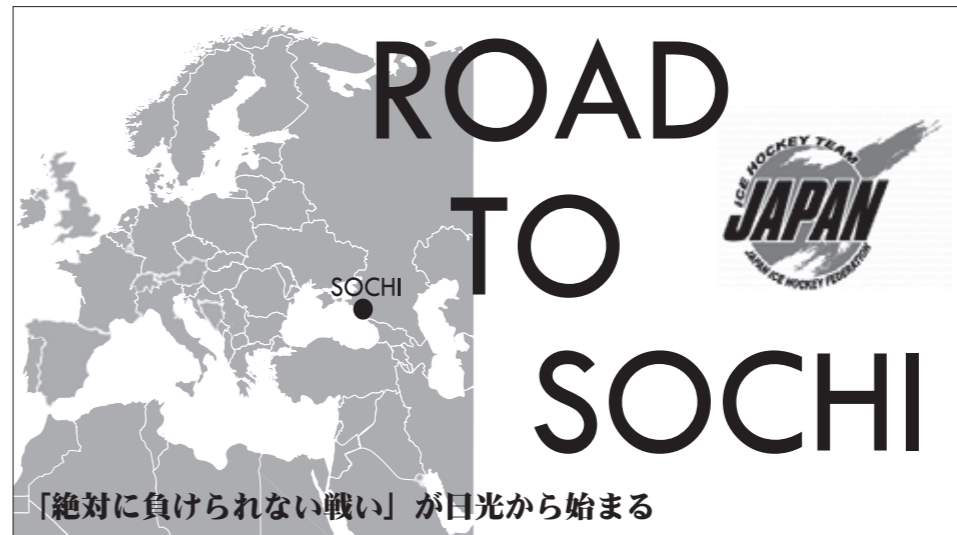 ROAD
TO
SOCHI
SOCHI
ICE HOCKEY TEAM
JAPAN
JAPAN ICE HOCKEY FEDERATION
「絶対に負けられない戦い」が日光から始まる